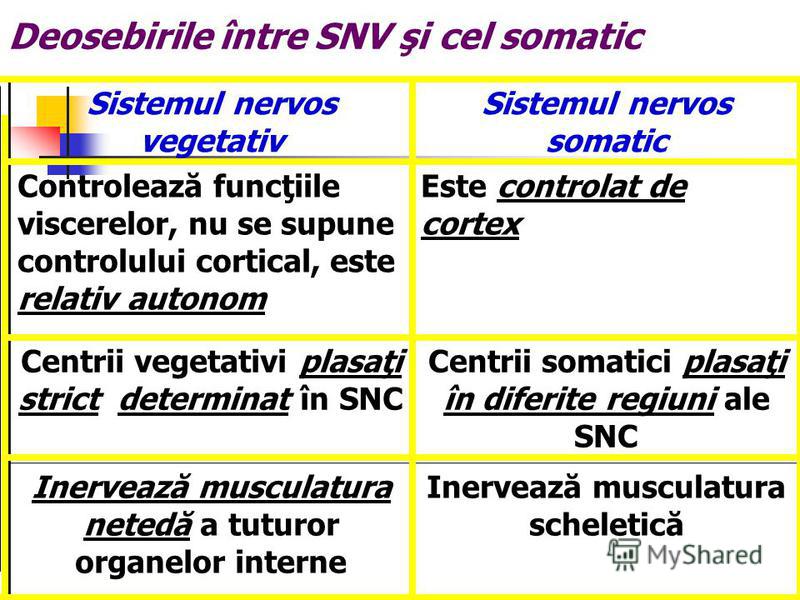 Deosebirile între SNV şi cel somatic
Sistemul nervos
vegetativ
Sistemul nervos
somatic
Controlează funcţiile
viscerelor, nu se supune
controlului cortical, este
relativ autonom
Este controlat de
cortex
Centrii vegetativi plasaţi
strict determinat în SNC
Centrii somatici plasaţi
în diferite regiuni ale
SNC
Inervează musculatura
netedă a tuturor
organelor interne
Inervează musculatura
scheletică
MyShared